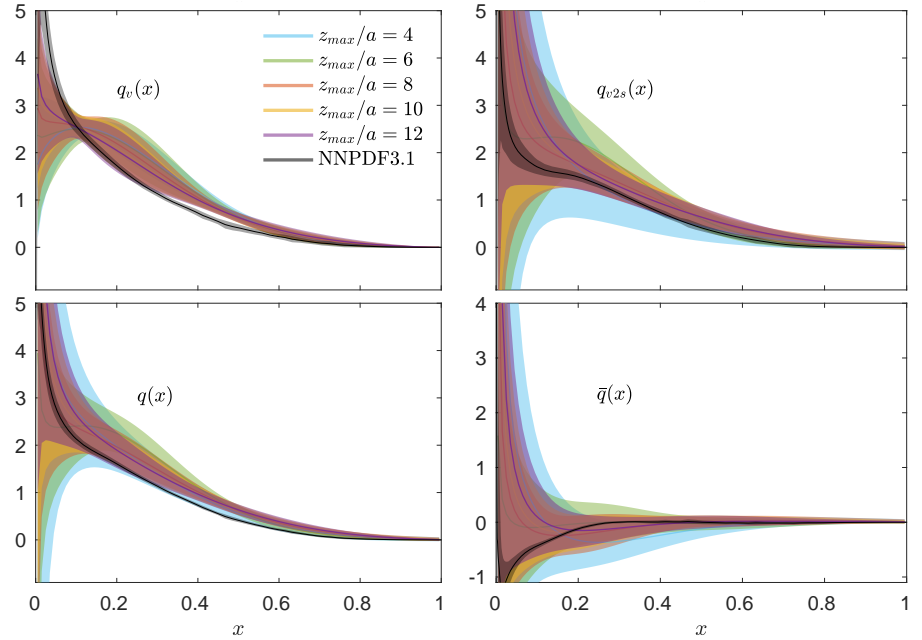 5
4
3
2
1
0
q_v(x)
z_max/a = 4
z_max/a = 6
z_max/a = 8
z_max/a = 10
z_max/a = 12
NNPDF3.1
5
4
3
2
1
0
q_{v2s}(x)
5
4
3
2
1
0
q(x)
0 0.2 0.4 0.6 0.8 1
x
4
3
2
1
0
-1
q̄(x)
0 0.2 0.4 0.6 0.8 1
x